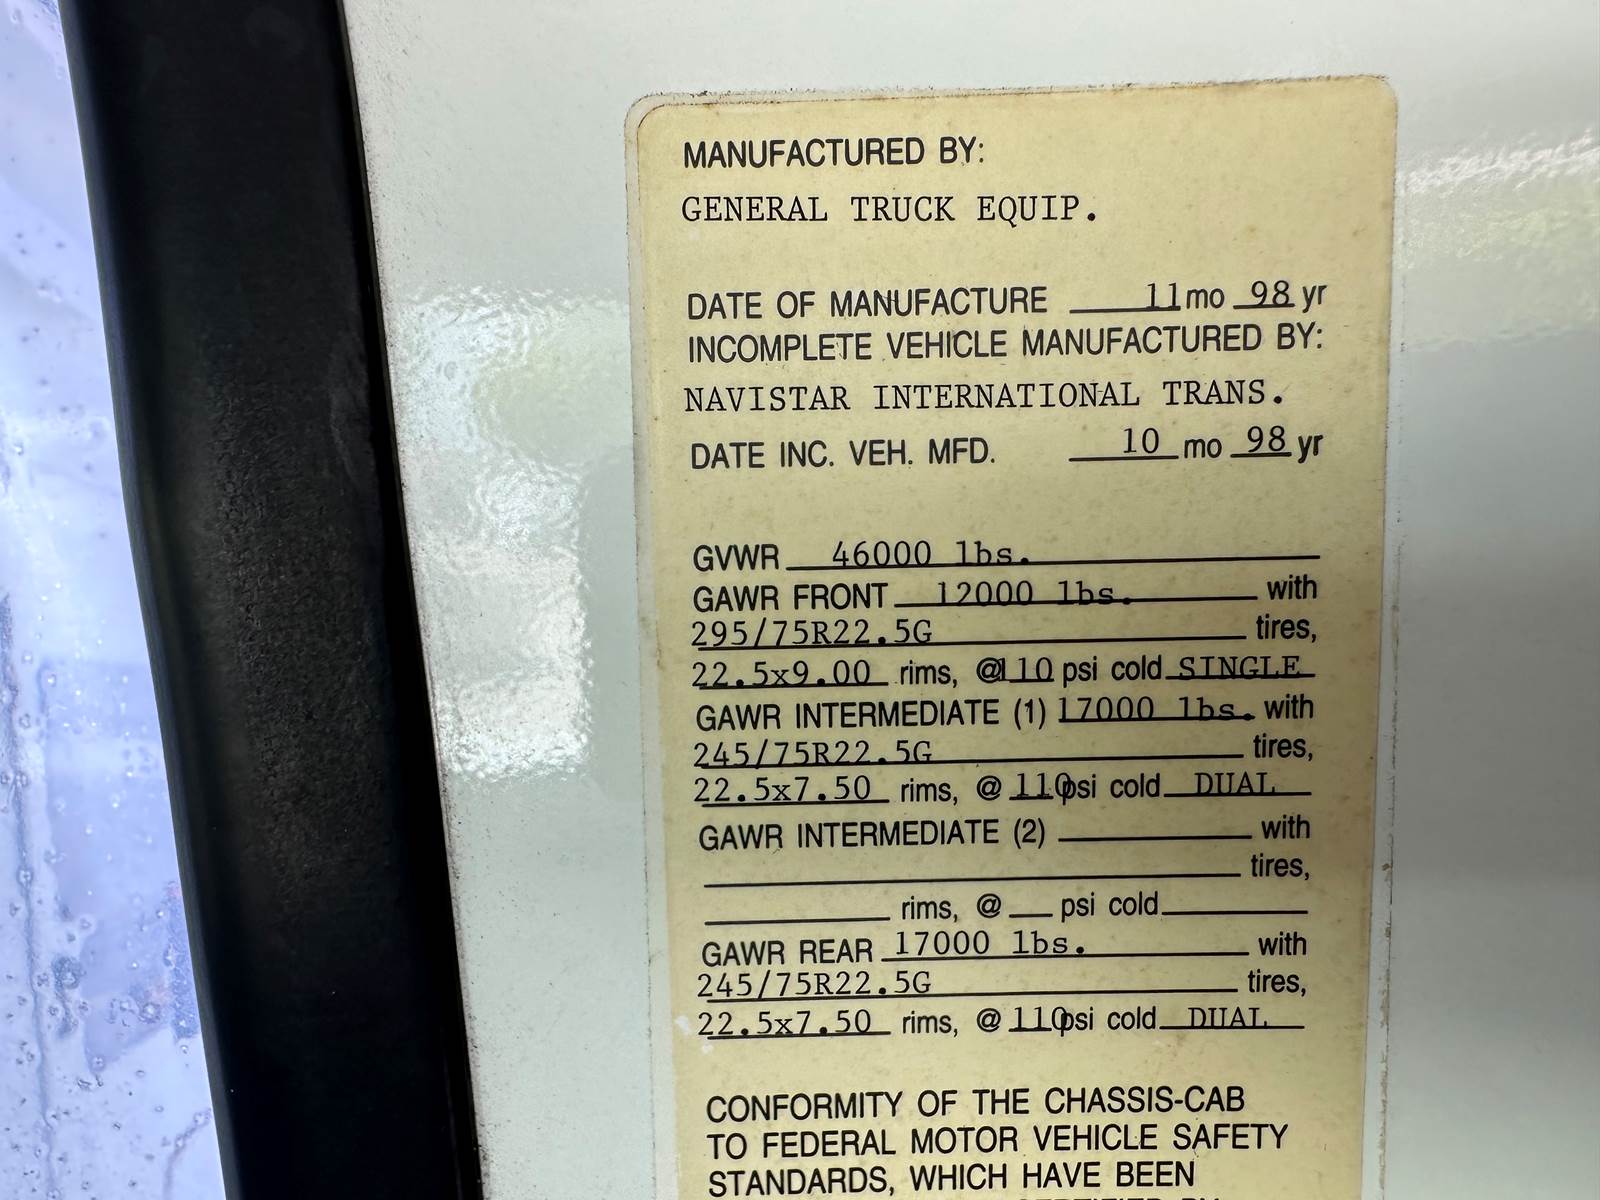 MANUFACTURED BY:
GENERAL TRUCK EQUIP.
DATE OF MANUFACTURE 11 mo 98 yr
INCOMPLETE VEHICLE MANUFACTURED BY:
NAVISTAR INTERNATIONAL TRANS.
DATE INC. VEH. MFD. 10 mo 98 yr
GVWR 46000 lbs.
GAWR FRONT 12000 lbs. with
295/75R22.5G tires,
22.5x9.00 rims, @ 110 psi cold SINGLE
GAWR INTERMEDIATE (1) 17000 lbs. with
245/75R22.5G tires,
22.5x7.50 rims, @ 110 psi cold DUAL
GAWR INTERMEDIATE (2) with
tires,
rims, @ psi cold
GAWR REAR 17000 lbs. with
245/75R22.5G tires,
22.5x7.50 rims, @ 110 psi cold DUAL
CONFORMITY OF THE CHASSIS-CAB
TO FEDERAL MOTOR VEHICLE SAFETY
STANDARDS, WHICH HAVE BEEN